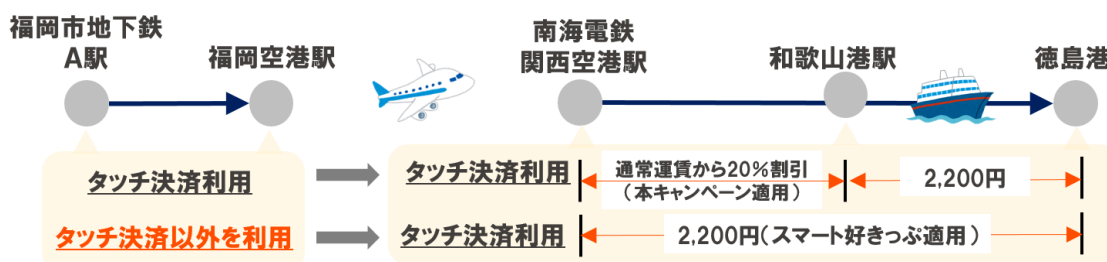 福岡市地下鉄
A駅
福岡空港駅
南海電鉄
関西空港駅
和歌山港駅
徳島港
タッチ決済利用
タッチ決済利用
通常運賃から20%割引
（本キャンペーン適用）
2,200円
タッチ決済以外を利用
タッチ決済利用
2,200円（スマート好きっぷ適用）